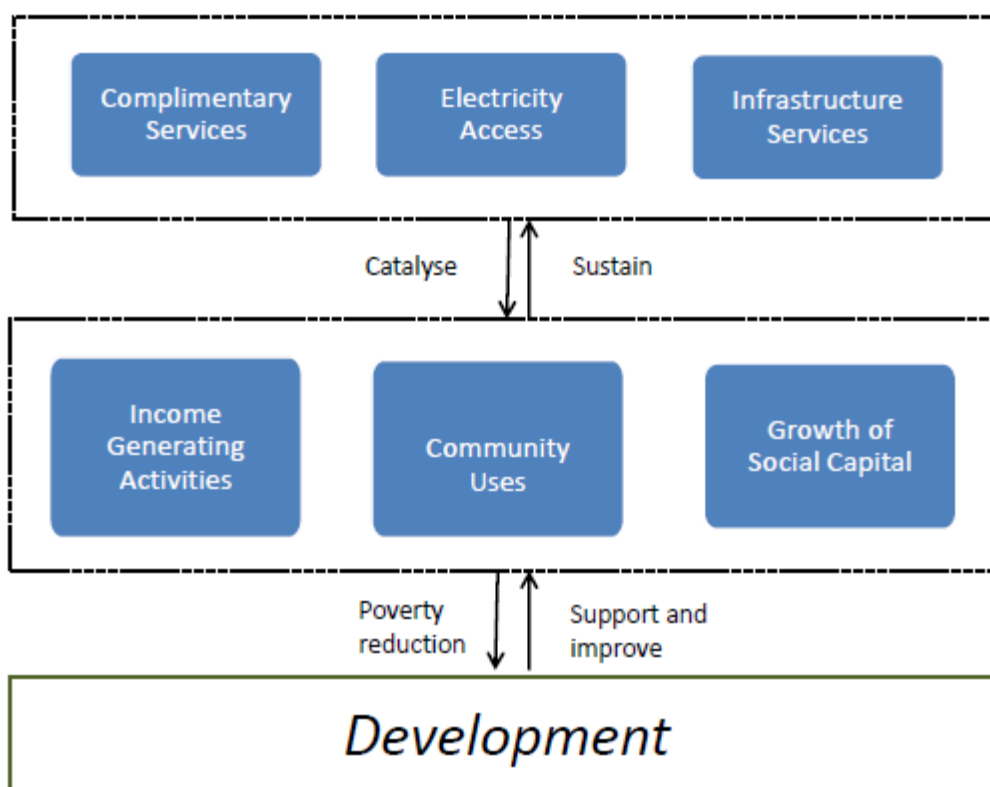 Complimentary
Services
Electricity
Access
Infrastructure
Services
Catalyse
Sustain
Income
Generating
Activities
Community
Uses
Growth of
Social Capital
Poverty
reduction
Support and
improve
Development